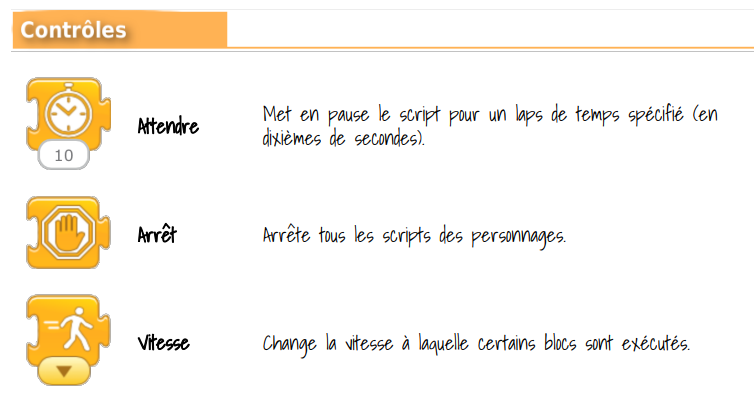 Contrôles
10
Attendre
Met en pause le script pour un laps de temps spécifié (en
dixièmes de secondes).
Arrêt
Arrête tous les scripts des personnages.
Vitesse
Change la vitesse à laquelle certains blocs sont exécutés.